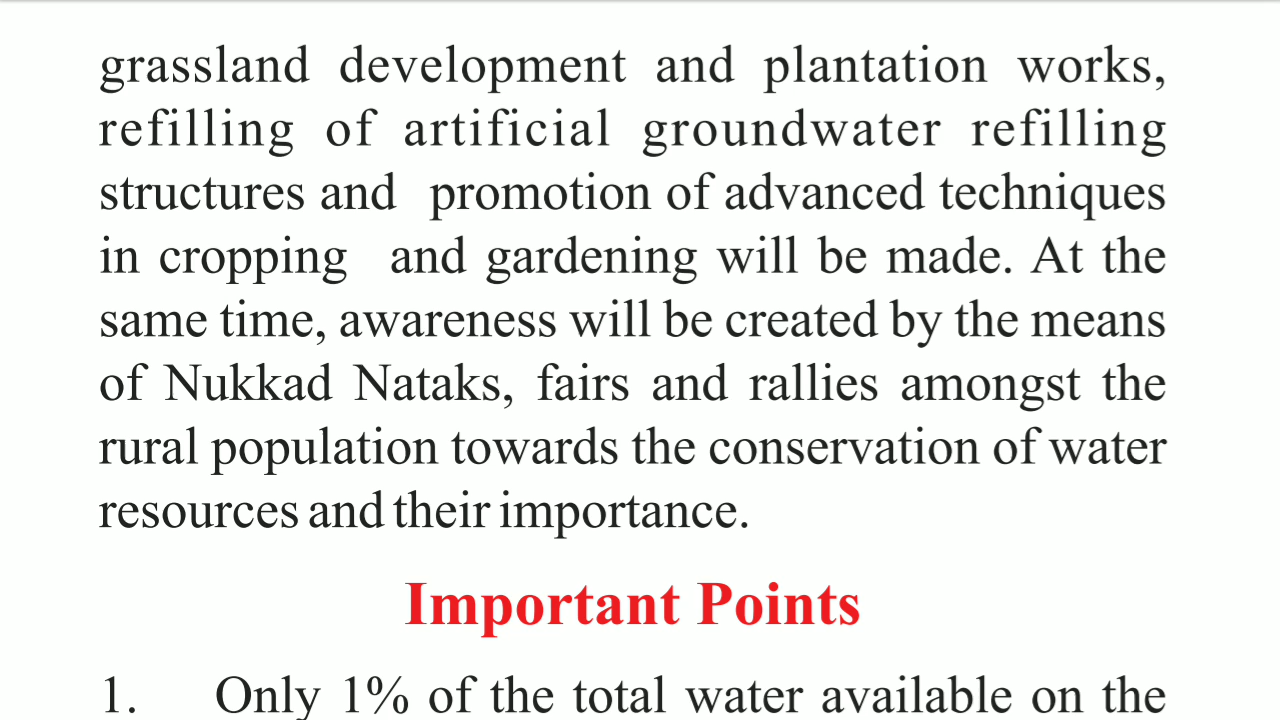 grassland development and plantation works,
refilling of artificial groundwater refilling
structures and promotion of advanced techniques
in cropping and gardening will be made. At the
same time, awareness will be created by the means
of Nukkad Nataks, fairs and rallies amongst the
rural population towards the conservation of water
resources and their importance.
Important Points
1. Only 1% of the total water available on the